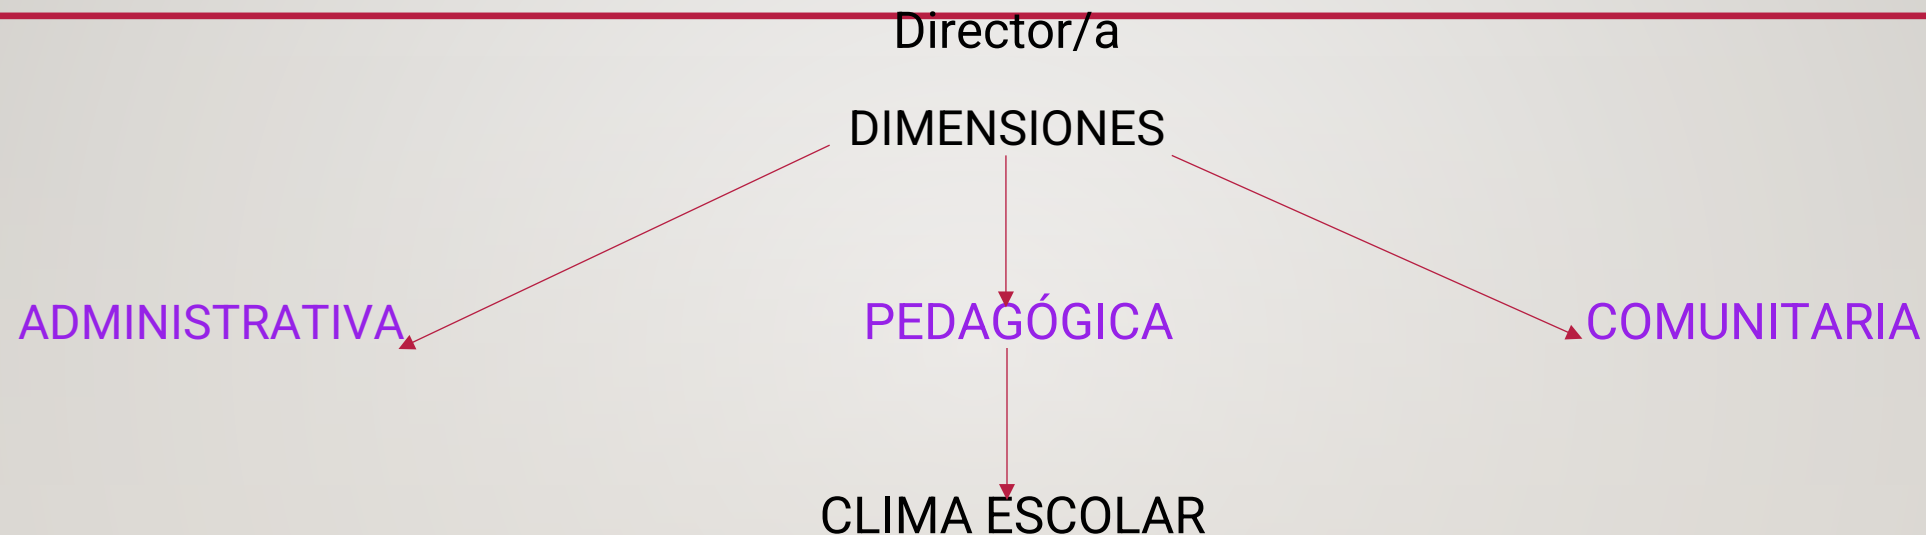 Director/a
DIMENSIONES
ADMINISTRATIVA
PEDAGÓGICA
COMUNITARIA
CLIMA ESCOLAR